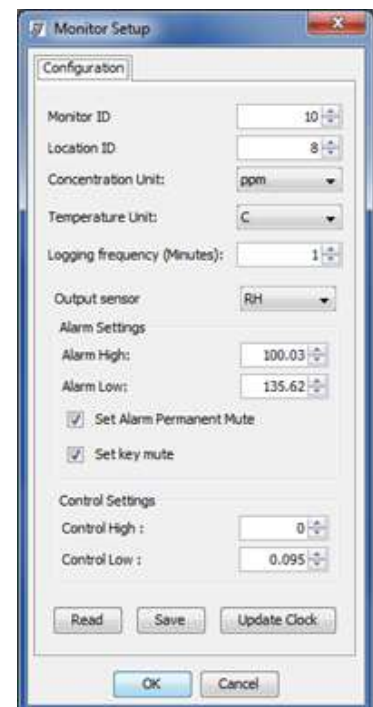 Monitor Setup
Configuration
Monitor ID 10
Location ID 8
Concentration Unit: ppm
Temperature Unit: C
Logging frequency (Minutes): 1
Output sensor RH
Alarm Settings
Alarm High: 100.03
Alarm Low: 135.62
Set Alarm Permanent Mute
Set key mute
Control Settings
Control High : 0
Control Low : 0.095
Read Save Update Clock
OK Cancel